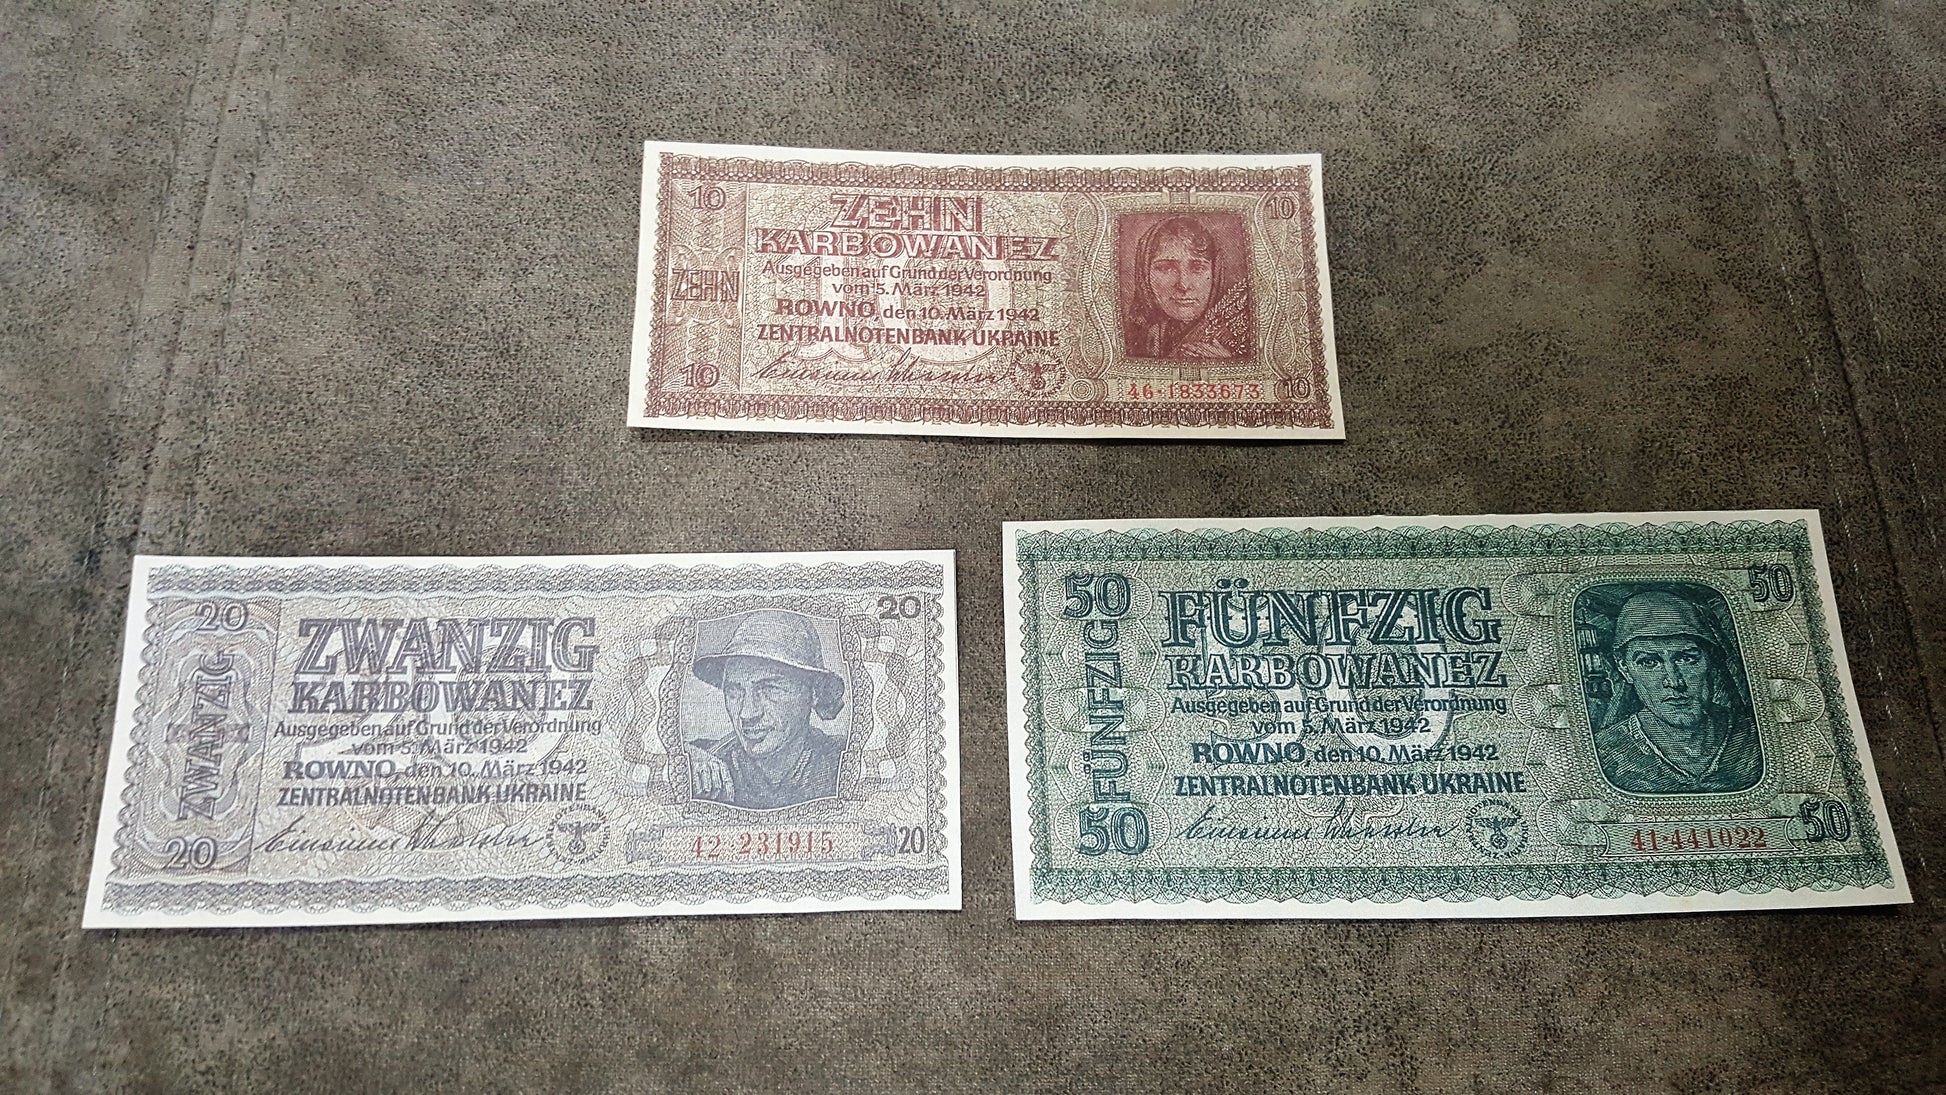 10
10
ZEHN
KARBOWANEZ
Ausgegeben auf Grund der Verordnung
vom 5. März 1942
ZEHN
ROWNO, den 10. März 1942
ZENTRALNOTENBANK UKRAINE
10
46·1833673
10
20
20
ZWANZIG
KARBOWANEZ
ZWANZIG
Ausgegeben auf Grund der Verordnung
vom 5. März 1942
ROWNO, den 10. März 1942
ZENTRALNOTENBANK UKRAINE
20
42·231915
20
50
50
FÜNFZIG
KARBOWANEZ
FÜNFZIG
Ausgegeben auf Grund der Verordnung
vom 5. März 1942
ROWNO, den 10. März 1942
ZENTRALNOTENBANK UKRAINE
50
41·441022
50